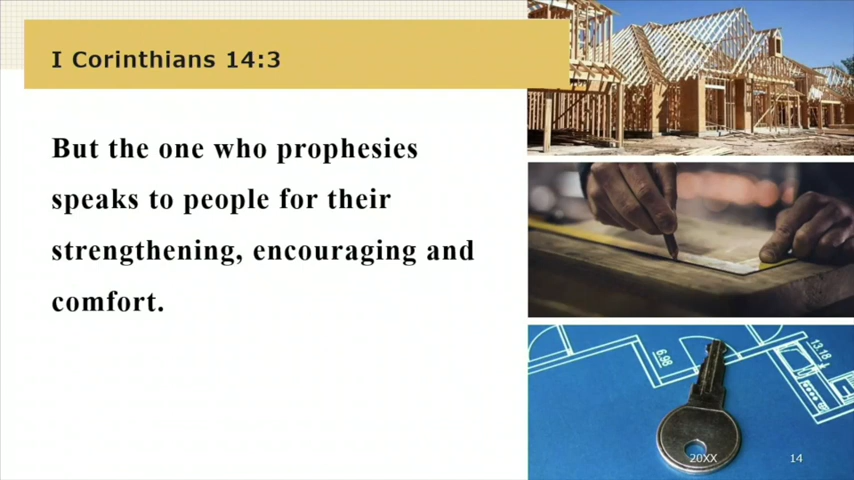 I Corinthians 14:3
But the one who prophesies
speaks to people for their
strengthening, encouraging and
comfort.
6.98
13.18
20XX
14